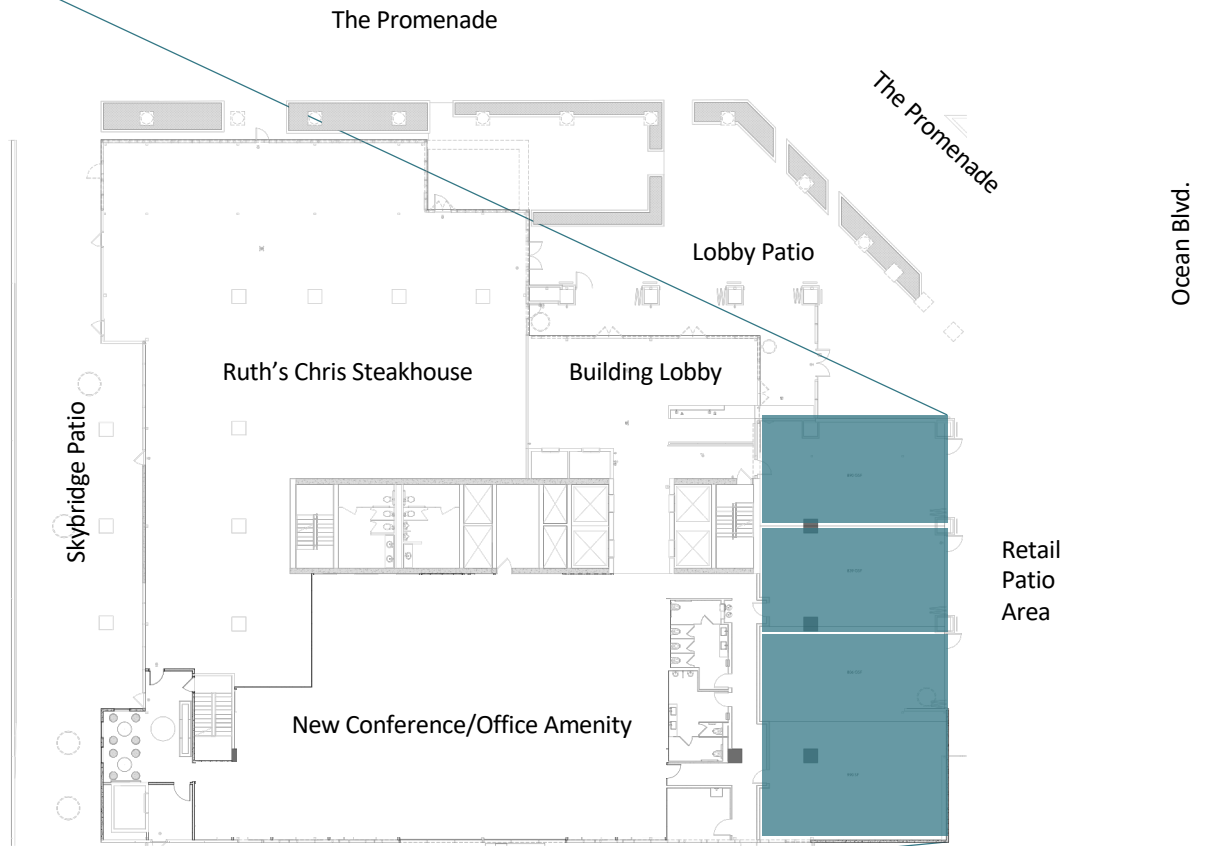 The Promenade
The Promenade
Ocean Blvd.
Lobby Patio
Ruth’s Chris Steakhouse
Building Lobby
Skybridge Patio
Retail
Patio
Area
New Conference/Office Amenity